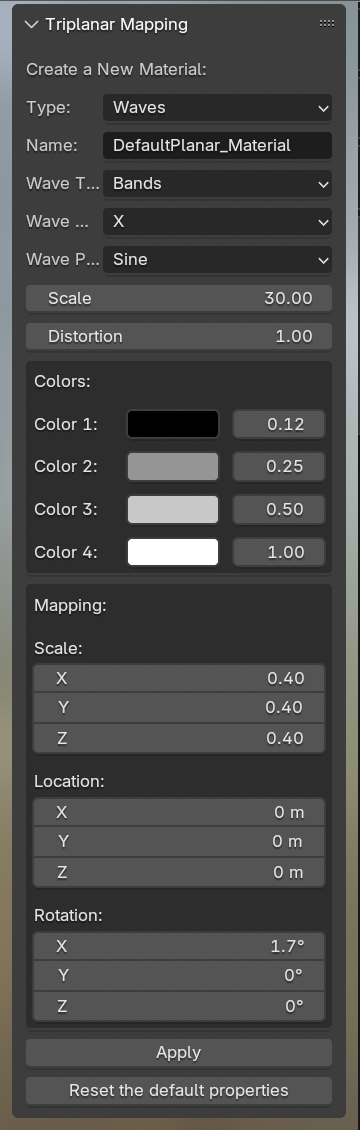 Triplanar Mapping
Create a New Material:
Type: Waves
Name: DefaultPlanar_Material
Wave T... Bands
Wave ... X
Wave P... Sine
Scale 30.00
Distortion 1.00
Colors:
Color 1: 0.12
Color 2: 0.25
Color 3: 0.50
Color 4: 1.00
Mapping:
Scale:
X 0.40
Y 0.40
Z 0.40
Location:
X 0 m
Y 0 m
Z 0 m
Rotation:
X 1.7°
Y 0°
Z 0°
Apply
Reset the default properties